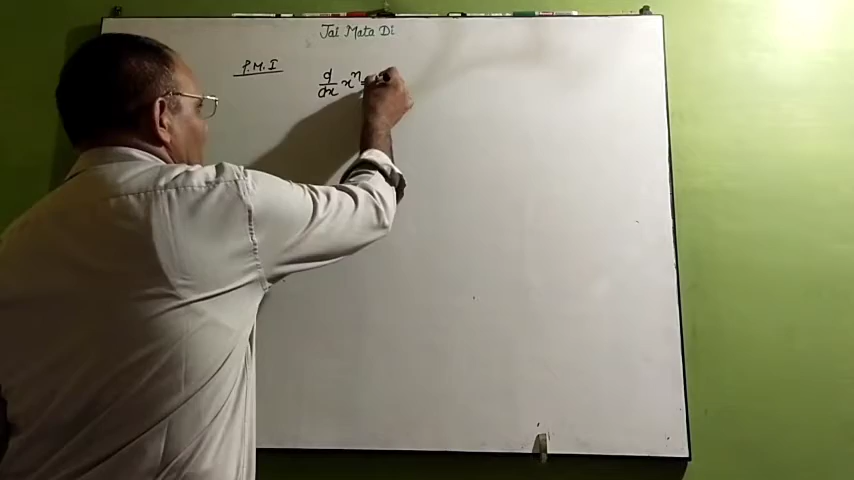 Jai Mata Di
P.M.I
d/dx xⁿ =